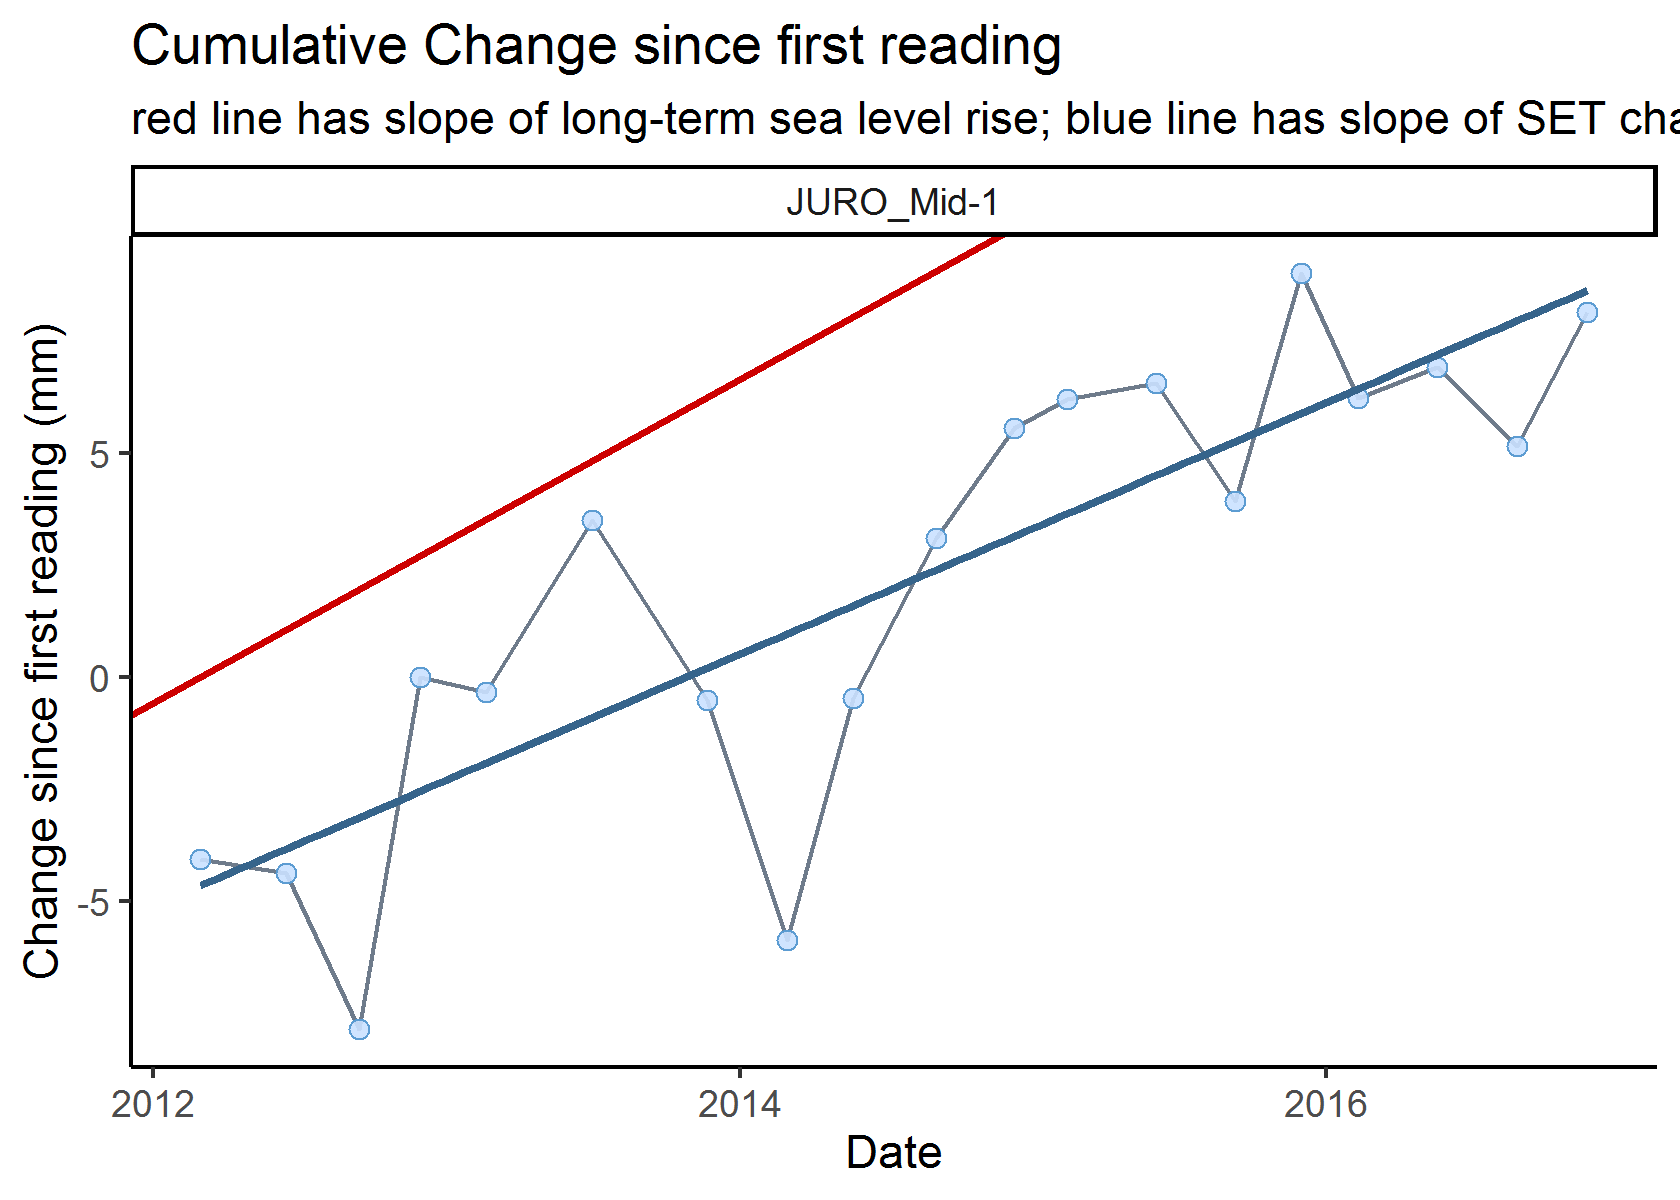 Cumulative Change since first reading
red line has slope of long-term sea level rise; blue line has slope of SET
JURO_Mid-1
Change since first reading (mm)
5
0
-5
2012
2014
2016
Date